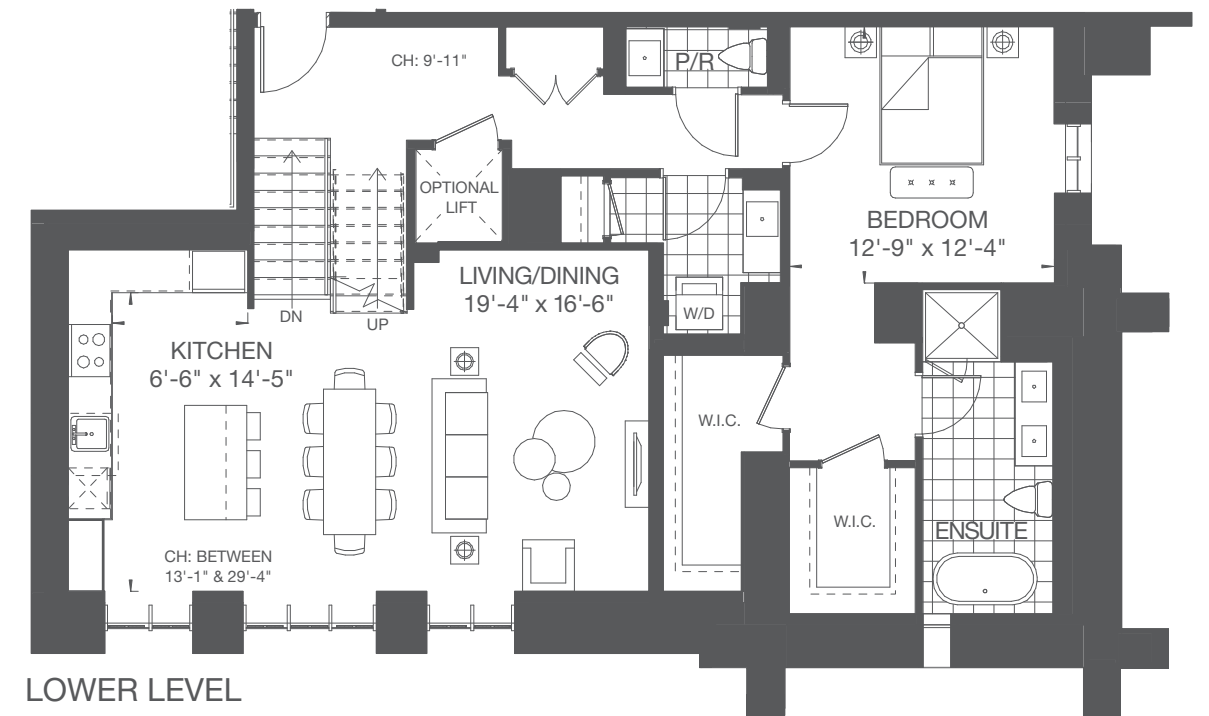 CH: 9'-11"
P/R
OPTIONAL
LIFT
BEDROOM
12'-9" x 12'-4"
LIVING/DINING
19'-4" x 16'-6"
W/D
DN
UP
KITCHEN
6'-6" x 14'-5"
W.I.C.
W.I.C.
ENSUITE
CH: BETWEEN
13'-1" & 29'-4"
LOWER LEVEL